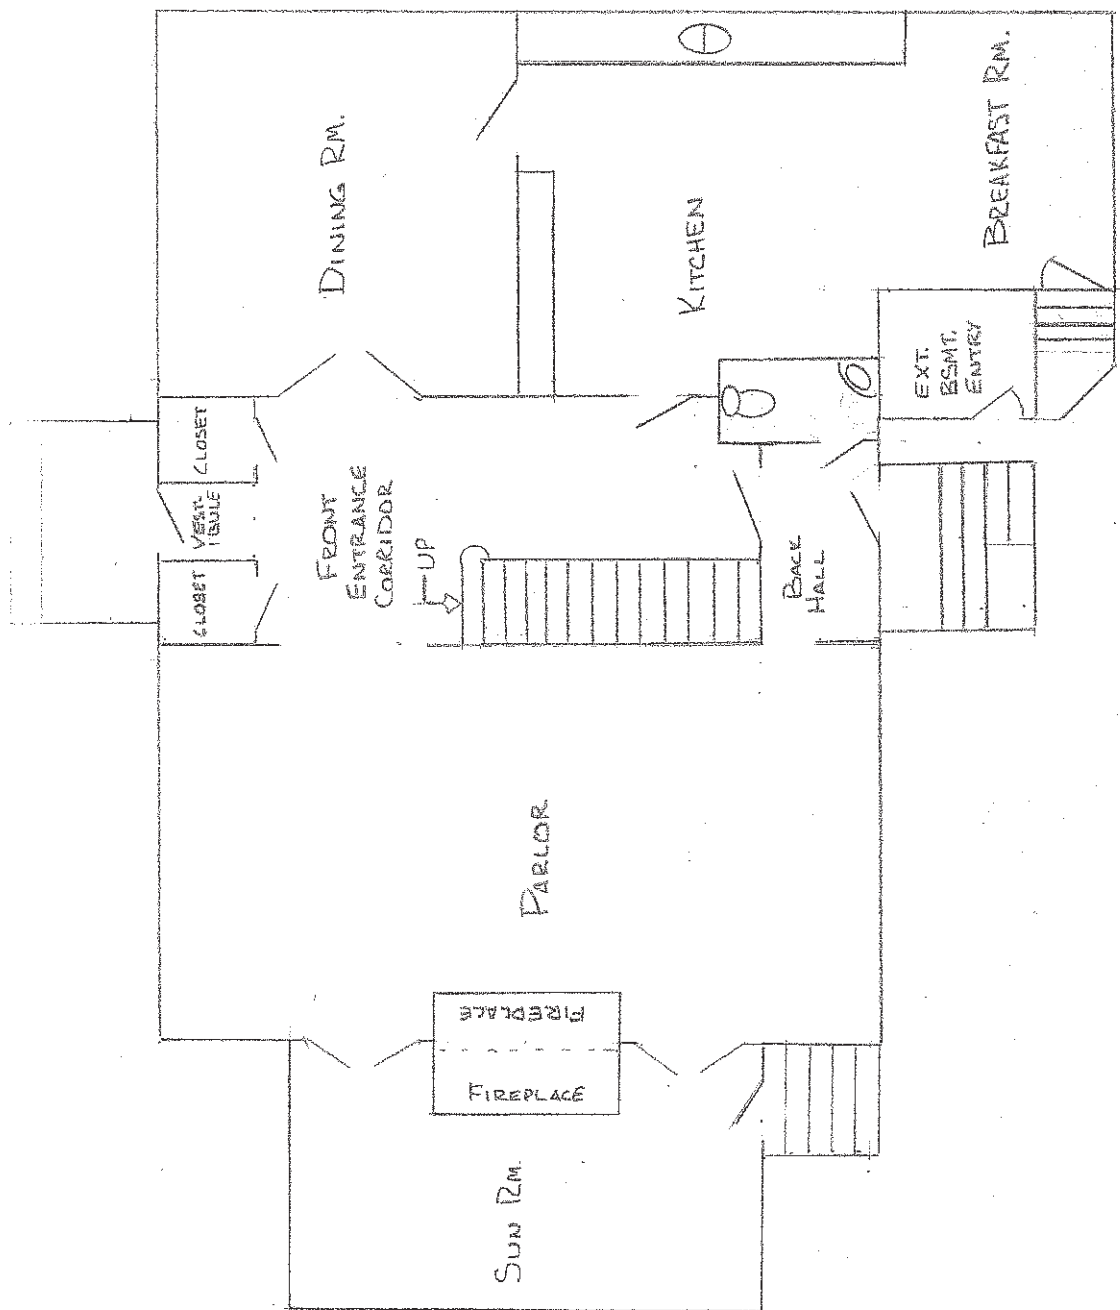 CLOSET
VEST-
IBULE
CLOSET
FRONT
ENTRANCE
CORRIDOR
UP
DINING RM.
SUN RM.
FIREPLACE
FIREPLACE
PARLOR
BACK
HALL
KITCHEN
EXT.
BSMT.
ENTRY
BREAKFAST RM.